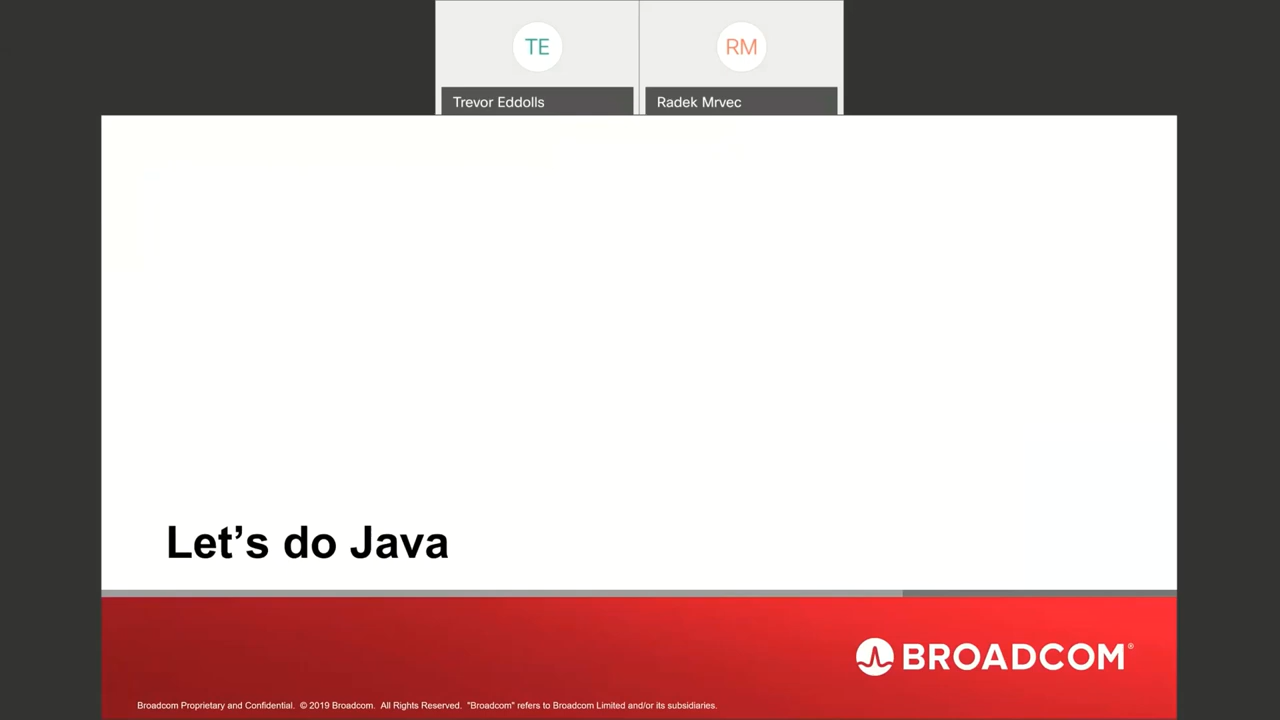 TE
RM
Trevor Eddolls
Radek Mrvec
Let’s do Java
BROADCOM®
Broadcom Proprietary and Confidential. © 2019 Broadcom. All Rights Reserved. "Broadcom" refers to Broadcom Limited and/or its subsidiaries.